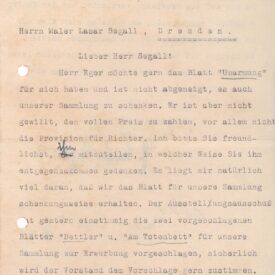 Herrn Maler Lasar Segall , D r e s d e n .
Lieber Herr Segall!
Herr Eger möchte gern das Blatt "Umarmung"
für sich haben und ist nicht abgeneigt, es auch
unserer Sammlung zu schenken. Er ist aber nicht
gewillt, den vollen Preis zu zahlen, vor allem nicht
die Provision für Richter. Ich bitte Sie freund-
lichst, ihm mitzuteilen, in welcher Weise Sie ihm
entgegenzukommen gedenken. Es liegt mir natürlich
viel daran, daß wir das Blatt für unsere Sammlung
schenkungsweise erhalten. Der Ausstellungsausschuß
hat gestern einstimmig die zwei vorgeschlagenen
Blätter "Bettler" u. "Am Totenbett" für unsere
Sammlung zur Erwerbung vorgeschlagen, sicherlich
wird der Vorstand dem Vorschlage gern zustimmen.